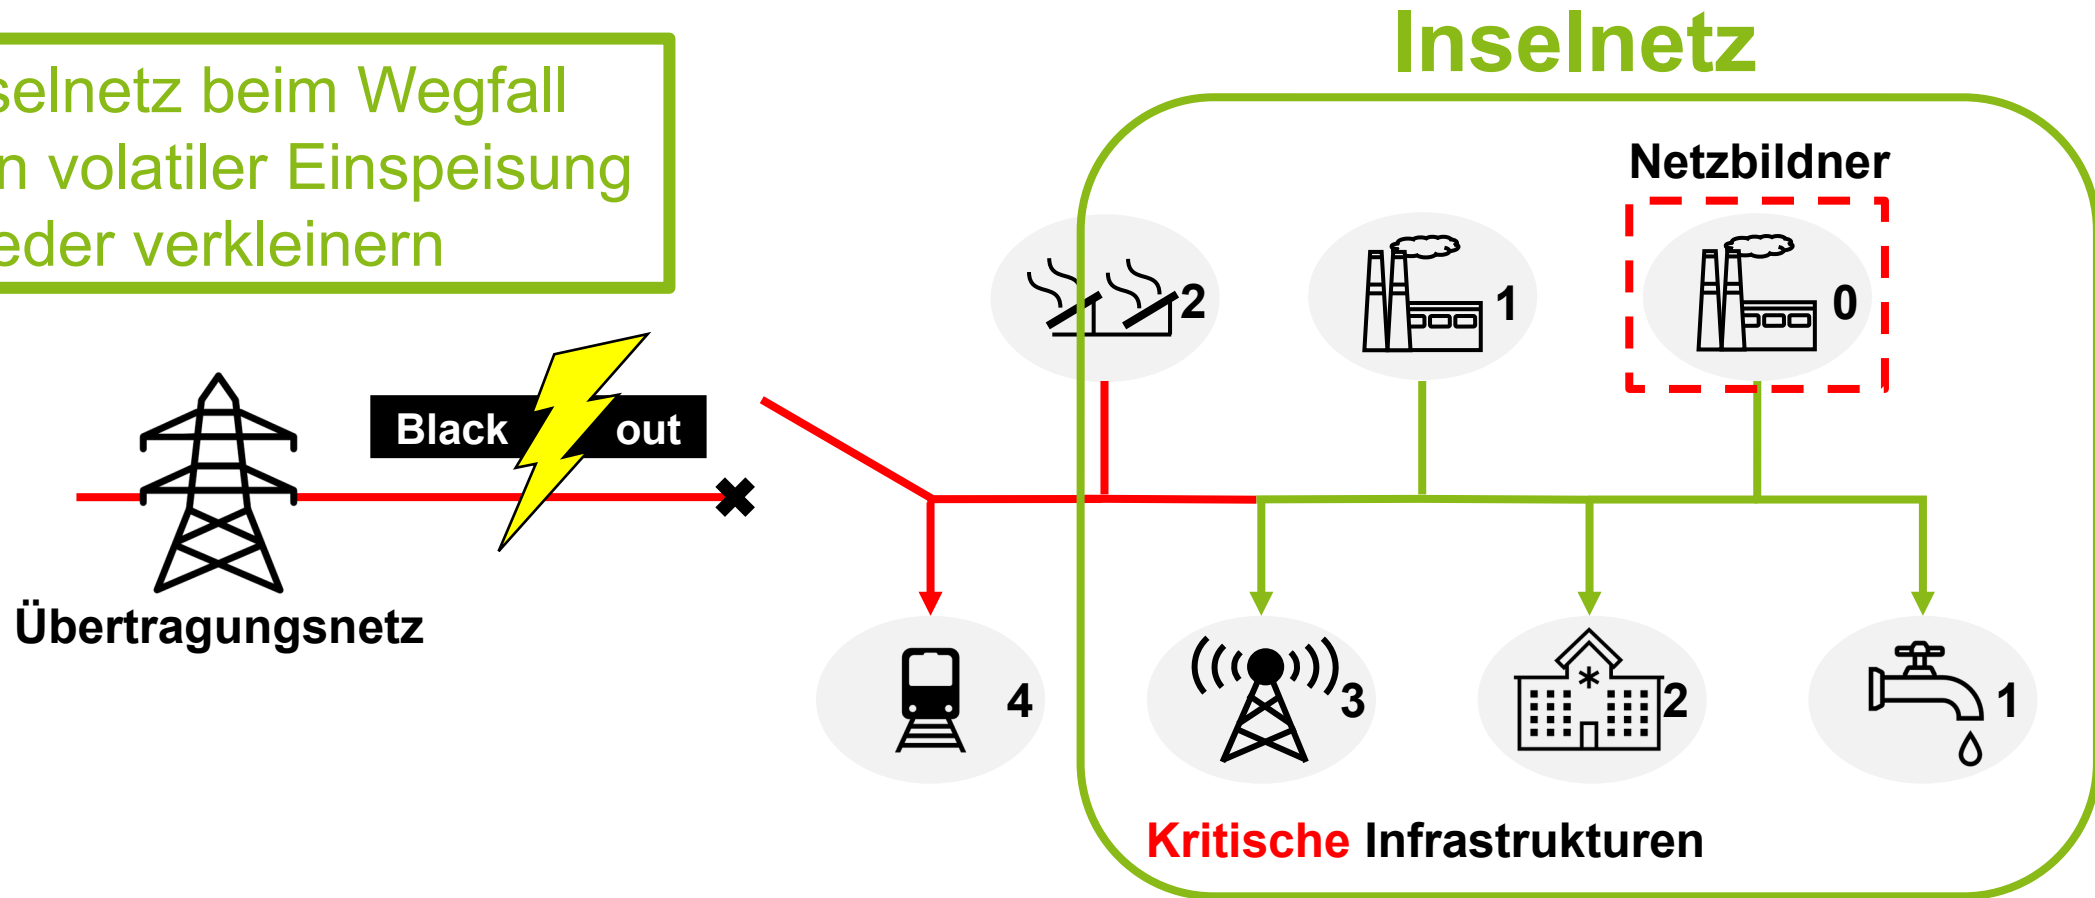 Inselnetz
selnetz beim Wegfall
n volatiler Einspeisung
eder verkleinern
Netzbildner
2
1
0
Black out
Übertragungsnetz
4
3
2
1
Kritische Infrastrukturen